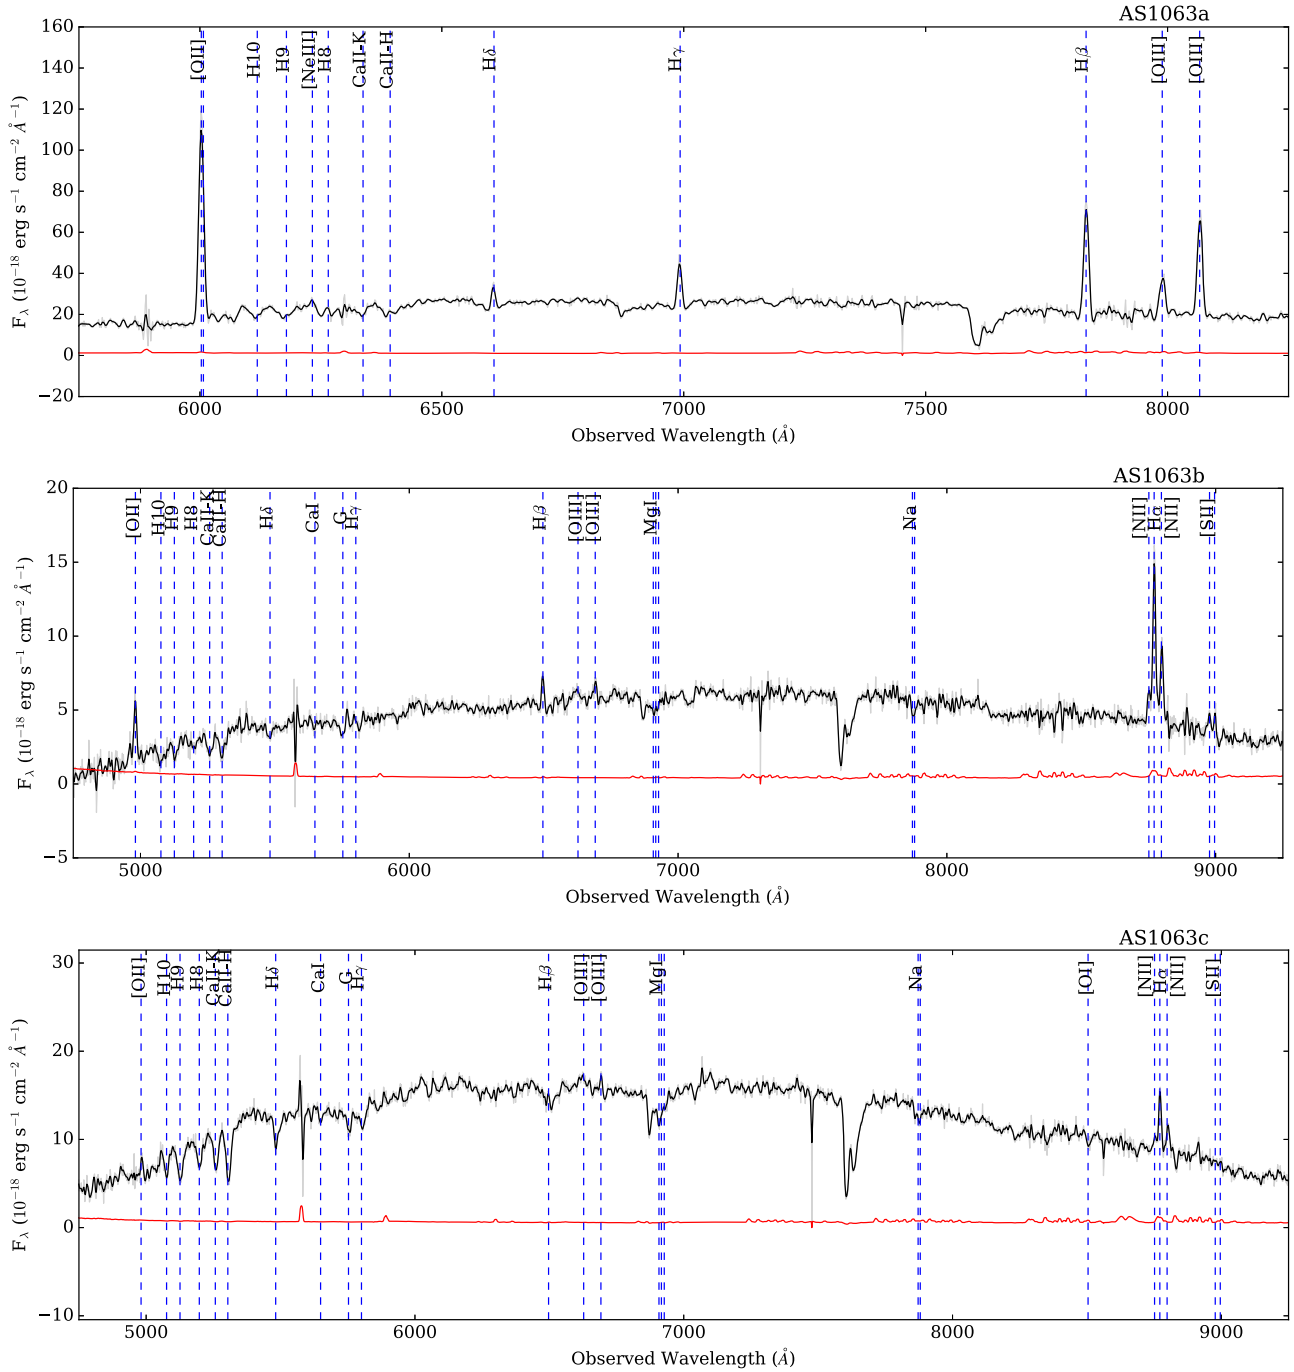 AS1063a
160
140
120
100
80
60
40
20
0
−20
F_λ (10⁻¹⁸ erg s⁻¹ cm⁻² Å⁻¹)
[OII]
H10
H9
[NeIII]
H8
CaII-K
CaII-H
Hδ
Hγ
Hβ
[OIII]
[OIII]
6000 6500 7000 7500 8000
Observed Wavelength (Å)
AS1063b
20
15
10
5
0
−5
F_λ (10⁻¹⁸ erg s⁻¹ cm⁻² Å⁻¹)
[OII]
H10
H9
H8
CaII-K
CaII-H
Hδ
CaI
G
Hγ
Hβ
[OIII]
[OIII]
MgI
Na
[NII]
Hα
[NII]
[SII]
5000 6000 7000 8000 9000
Observed Wavelength (Å)
AS1063c
30
20
10
0
−10
F_λ (10⁻¹⁸ erg s⁻¹ cm⁻² Å⁻¹)
[OII]
H10
H9
H8
CaII-K
CaII-H
Hδ
CaI
G
Hγ
Hβ
[OIII]
[OIII]
MgI
Na
[OI]
[NII]
Hα
[NII]
[SII]
5000 6000 7000 8000 9000
Observed Wavelength (Å)